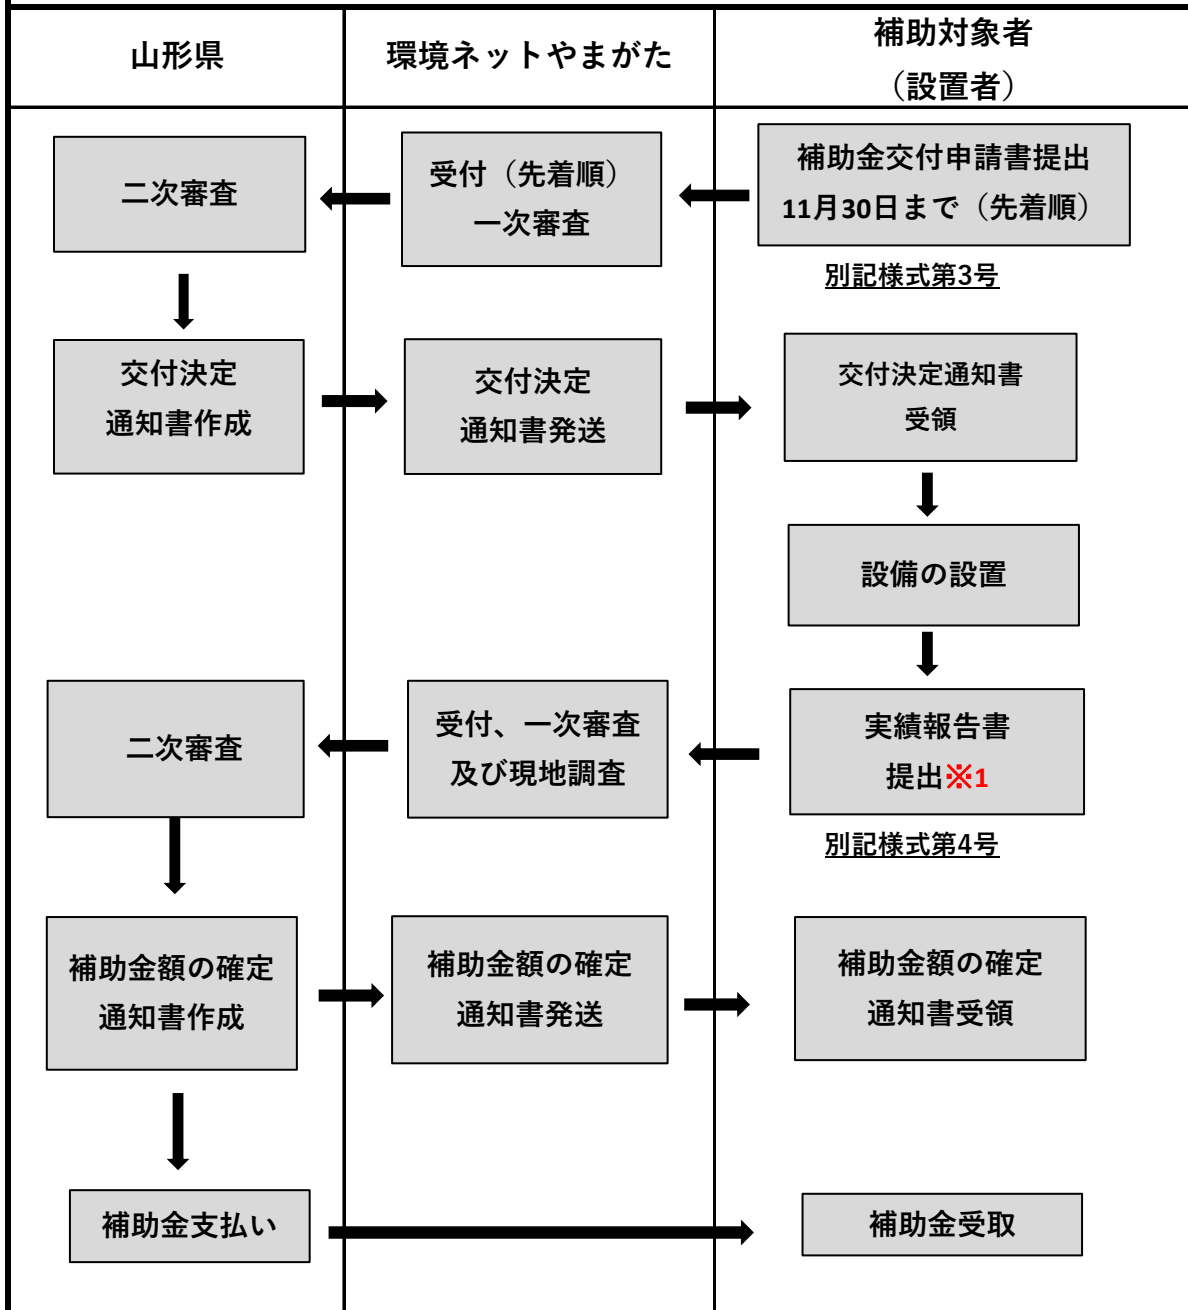 山形県
環境ネットやまがた
補助対象者
（設置者）
二次審査
受付（先着順）
一次審査
補助金交付申請書提出
11月30日まで（先着順）
別記様式第3号
交付決定
通知書作成
交付決定
通知書発送
交付決定通知書
受領
設備の設置
二次審査
受付、一次審査
及び現地調査
実績報告書
提出※1
別記様式第4号
補助金額の確定
通知書作成
補助金額の確定
通知書発送
補助金額の確定
通知書受領
補助金支払い
補助金受取